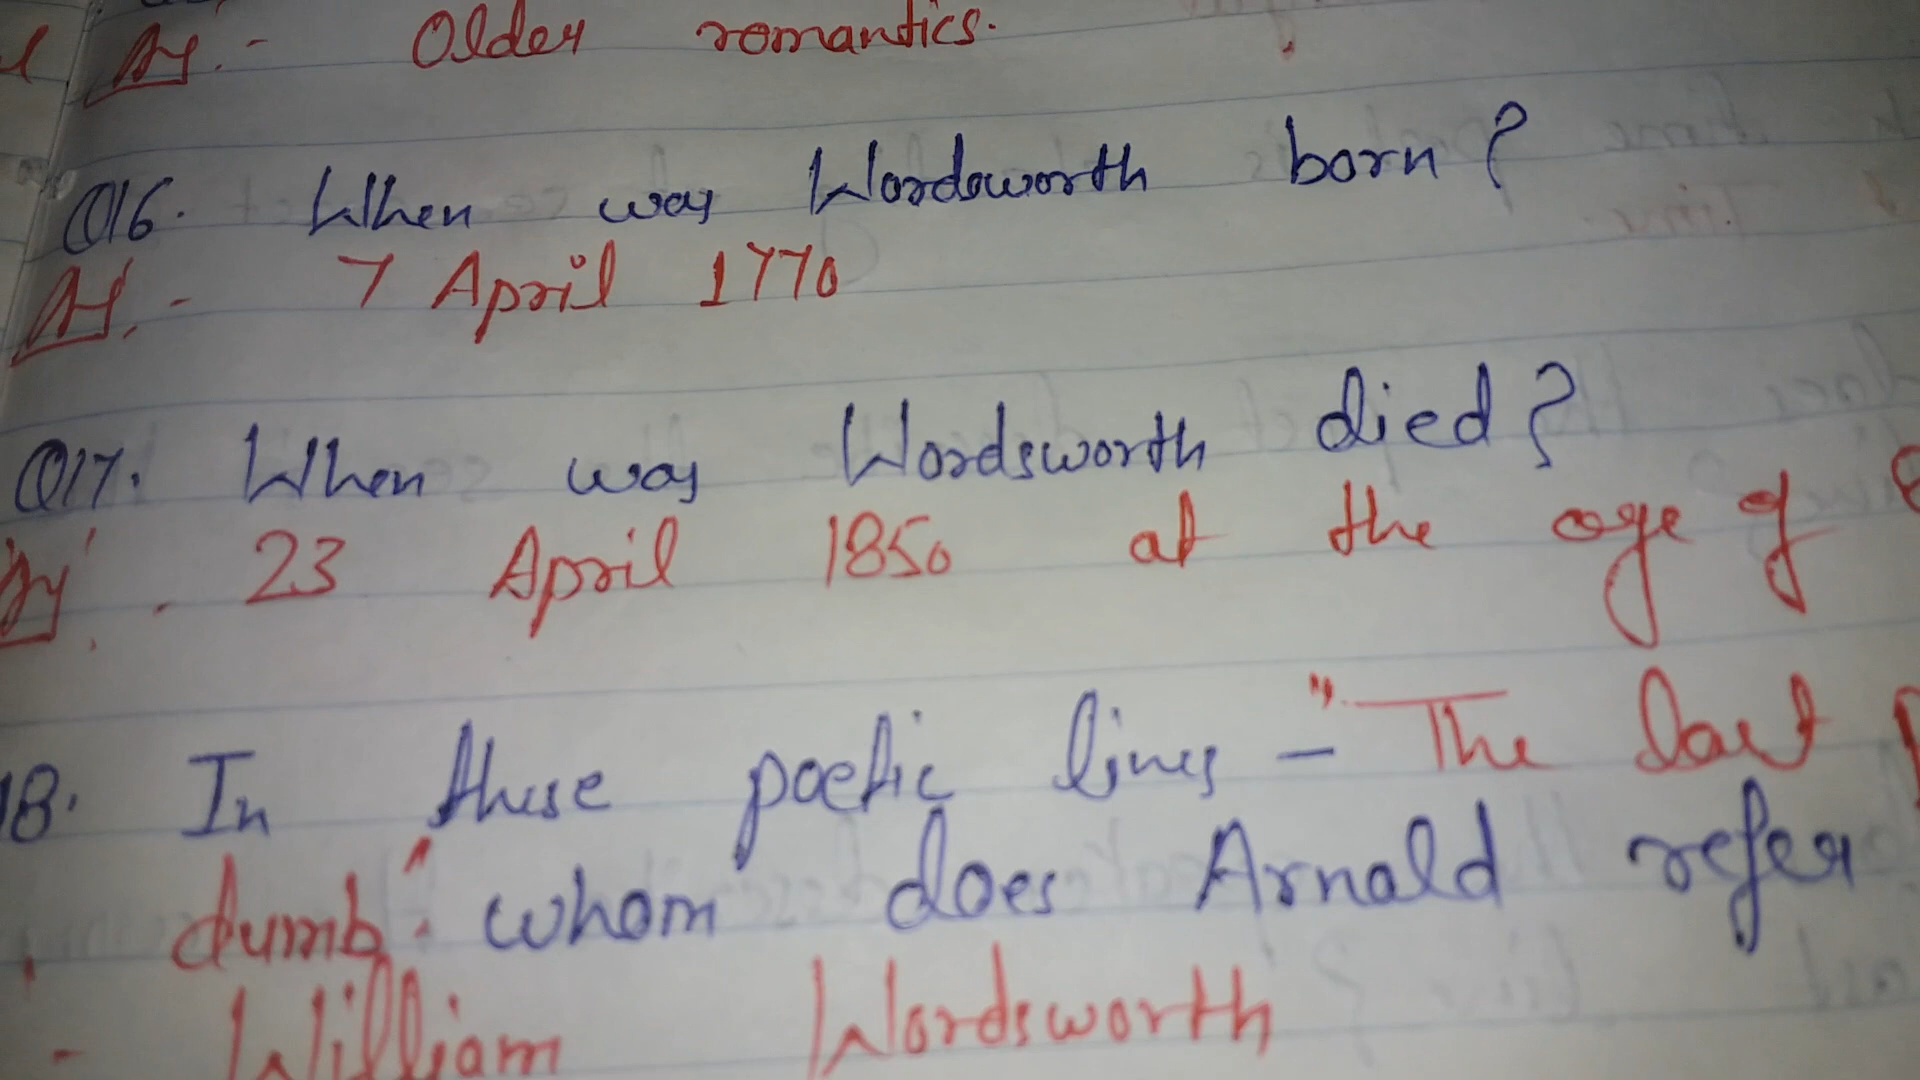 Ans.- Older romantics.
Q16. When was Wordsworth born?
Ans.- 7 April 1770
Q17. When was Wordsworth died?
Ans.- 23 April 1850 at the age of
18. In these poetic lines - "The last
dumb". whom does Arnald refer
- William Wordsworth